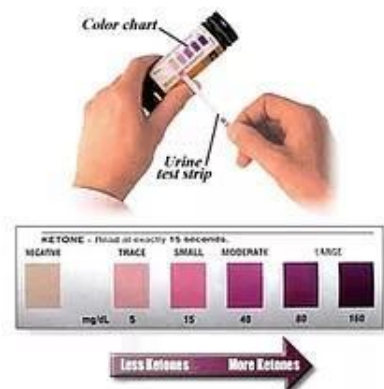 Color chart
Urine
test strip
KETONE - Read at exactly 15 seconds.
NEGATIVE TRACE SMALL MODERATE LARGE
mg/dL 5 15 40 80 160
Less Ketones More Ketones